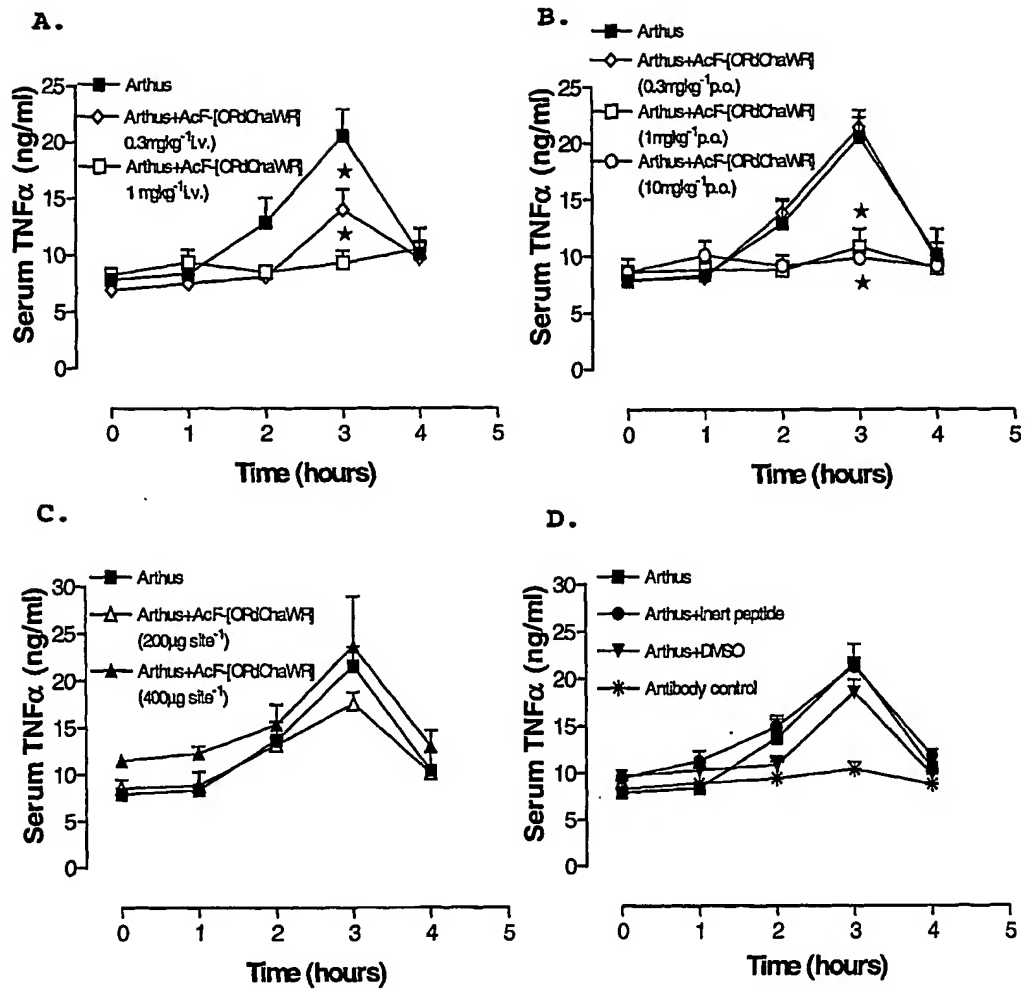 A.
Arthus
Arthus+AcF-[OPdChaWR]
0.3mgkg⁻¹i.v.)
Arthus+AcF-[OPdChaWR]
1 mgkg⁻¹i.v.)
Serum TNFα (ng/ml)
25
20
15
10
5
0
0 1 2 3 4 5
Time (hours)
B.
Arthus
Arthus+AcF-[OPdChaWR]
(0.3mgkg⁻¹p.o.)
Arthus+AcF-[OPdChaWR]
(1mgkg⁻¹p.o.)
Arthus+AcF-[OPdChaWR]
(10mgkg⁻¹p.o.)
Serum TNFα (ng/ml)
25
20
15
10
5
0
0 1 2 3 4 5
Time (hours)
C.
Arthus
Arthus+AcF-[OPdChaWR]
(200µg site⁻¹)
Arthus+AcF-[OPdChaWR]
(400µg site⁻¹)
Serum TNFα (ng/ml)
30
25
20
15
10
5
0
0 1 2 3 4 5
Time (hours)
D.
Arthus
Arthus+Inert peptide
Arthus+DMSO
Antibody control
Serum TNFα (ng/ml)
30
25
20
15
10
5
0
0 1 2 3 4 5
Time (hours)